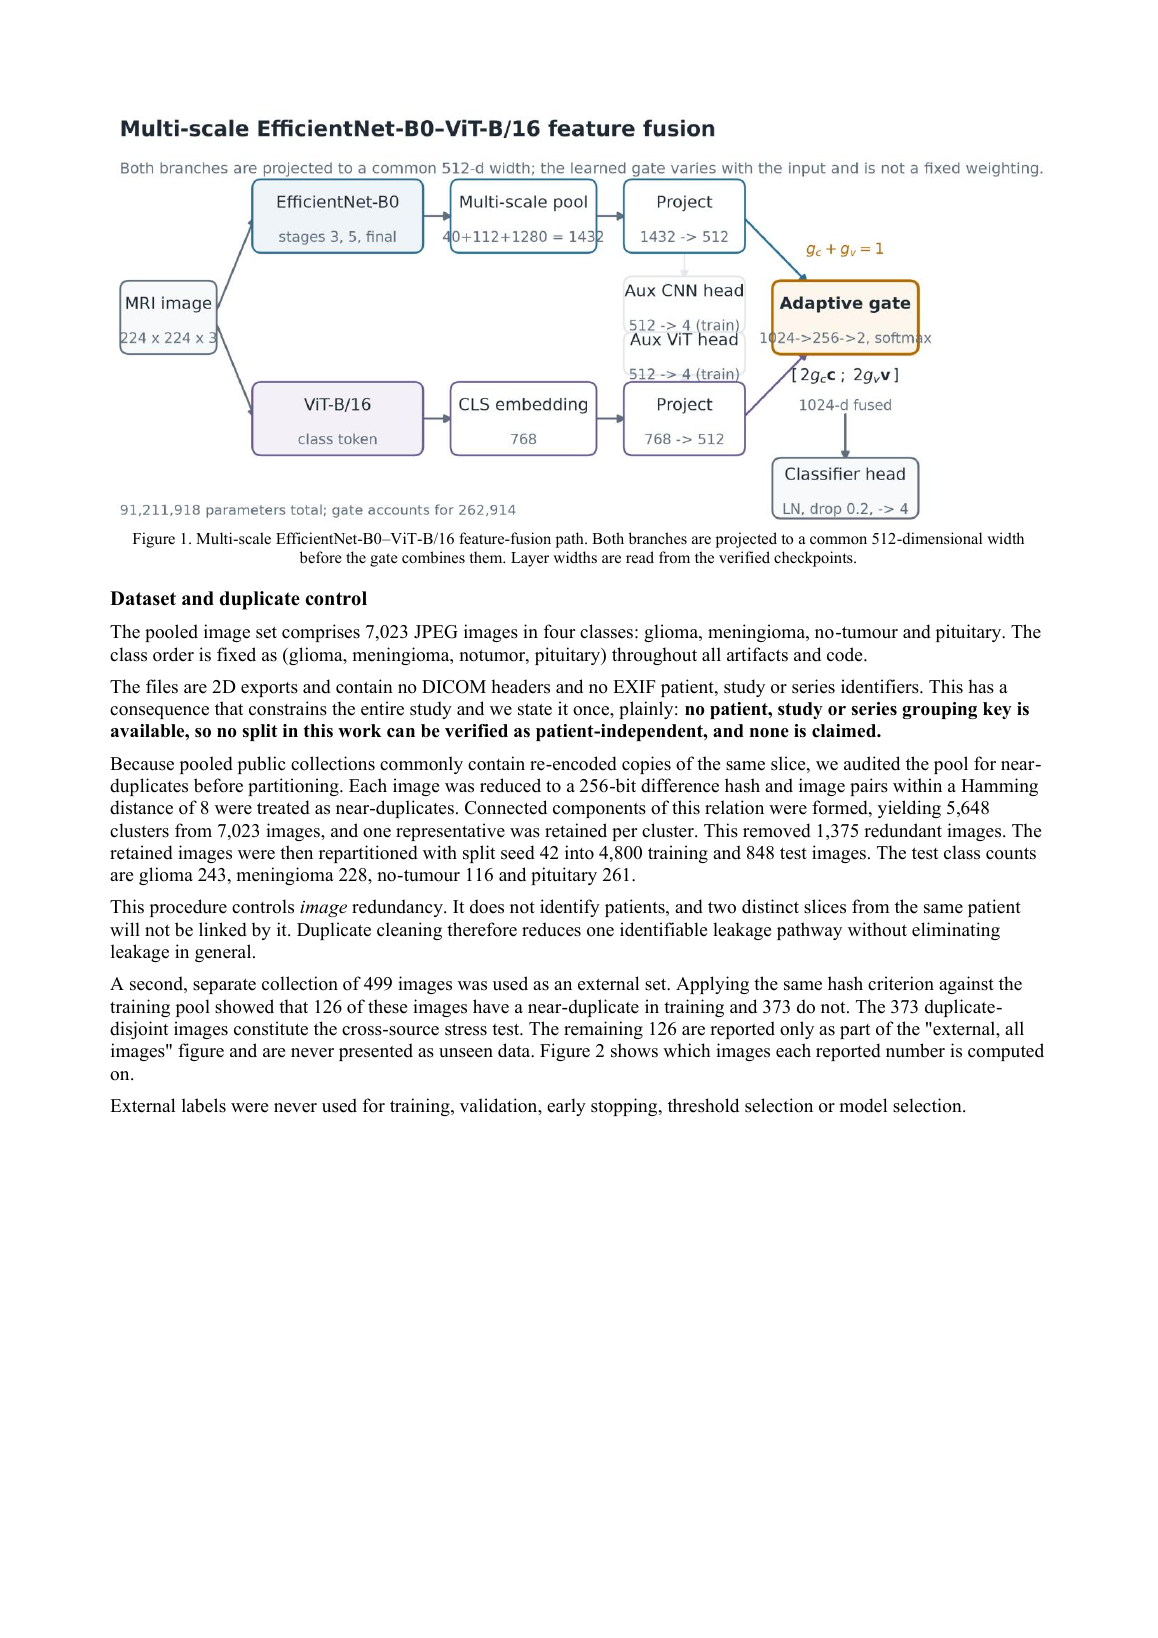 Multi-scale EfficientNet-B0–ViT-B/16 feature fusion
Both branches are projected to a common 512-d width; the learned gate varies with the input and is not a fixed weighting.
EfficientNet-B0
stages 3, 5, final
Multi-scale pool
40+112+1280 = 1432
Project
1432 -> 512
g_c + g_v = 1
MRI image
224 x 224 x 3
Aux CNN head
512 -> 4 (train)
Aux ViT head
512 -> 4 (train)
Adaptive gate
1024->256->2, softmax
[2g_c c ; 2g_v v]
1024-d fused
ViT-B/16
class token
CLS embedding
768
Project
768 -> 512
Classifier head
LN, drop 0.2, -> 4
91,211,918 parameters total; gate accounts for 262,914
Figure 1. Multi-scale EfficientNet-B0–ViT-B/16 feature-fusion path. Both branches are projected to a common 512-dimensional width
before the gate combines them. Layer widths are read from the verified checkpoints.
Dataset and duplicate control
The pooled image set comprises 7,023 JPEG images in four classes: glioma, meningioma, no-tumour and pituitary. The
class order is fixed as (glioma, meningioma, notumor, pituitary) throughout all artifacts and code.
The files are 2D exports and contain no DICOM headers and no EXIF patient, study or series identifiers. This has a
consequence that constrains the entire study and we state it once, plainly: no patient, study or series grouping key is
available, so no split in this work can be verified as patient-independent, and none is claimed.
Because pooled public collections commonly contain re-encoded copies of the same slice, we audited the pool for near-
duplicates before partitioning. Each image was reduced to a 256-bit difference hash and image pairs within a Hamming
distance of 8 were treated as near-duplicates. Connected components of this relation were formed, yielding 5,648
clusters from 7,023 images, and one representative was retained per cluster. This removed 1,375 redundant images. The
retained images were then repartitioned with split seed 42 into 4,800 training and 848 test images. The test class counts
are glioma 243, meningioma 228, no-tumour 116 and pituitary 261.
This procedure controls image redundancy. It does not identify patients, and two distinct slices from the same patient
will not be linked by it. Duplicate cleaning therefore reduces one identifiable leakage pathway without eliminating
leakage in general.
A second, separate collection of 499 images was used as an external set. Applying the same hash criterion against the
training pool showed that 126 of these images have a near-duplicate in training and 373 do not. The 373 duplicate-
disjoint images constitute the cross-source stress test. The remaining 126 are reported only as part of the "external, all
images" figure and are never presented as unseen data. Figure 2 shows which images each reported number is computed
on.
External labels were never used for training, validation, early stopping, threshold selection or model selection.